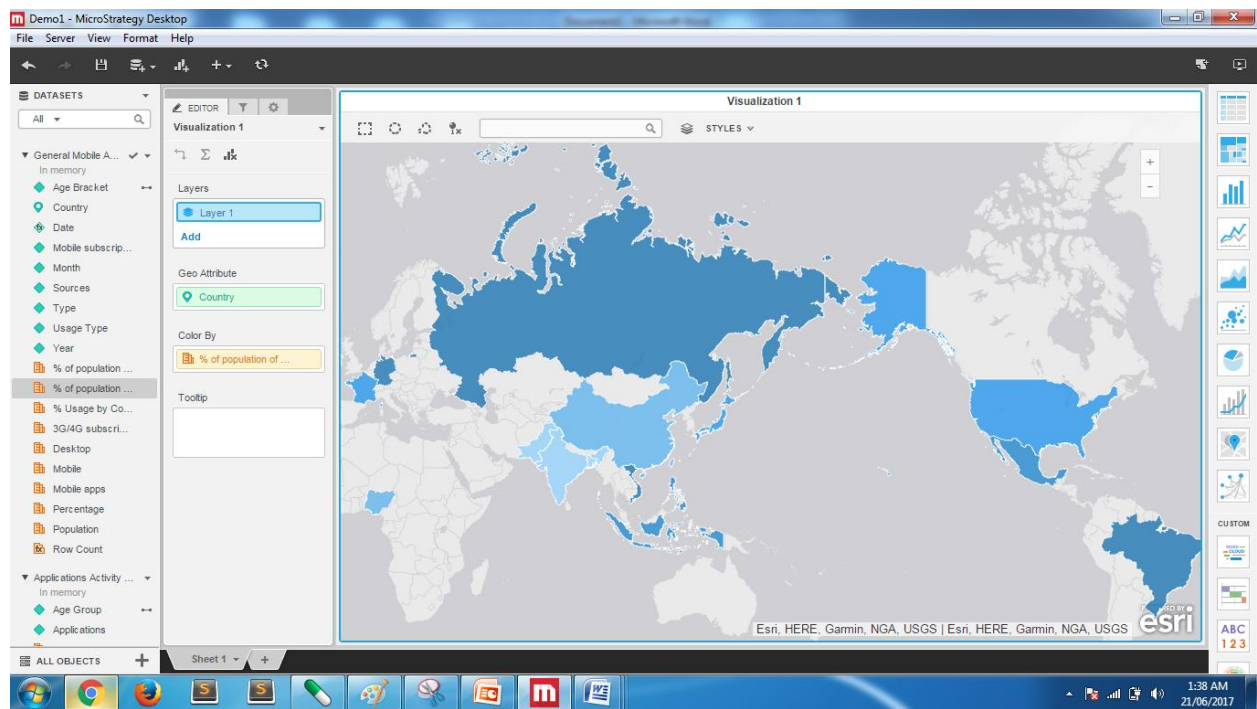 Demo1 - MicroStrategy Desktop
File Server View Format Help
DATASETS
All
General Mobile A...
In memory
Age Bracket
Country
Date
Mobile subscrip...
Month
Sources
Type
Usage Type
Year
% of population ...
% of population ...
% Usage by Co...
3G/4G subscri...
Desktop
Mobile
Mobile apps
Percentage
Population
Row Count
Applications Activity ...
In memory
Age Group
Applications
ALL OBJECTS
EDITOR
Visualization 1
Layers
Layer 1
Add
Geo Attribute
Country
Color By
% of population of ...
Tooltip
Visualization 1
STYLES
+
-
Esri, HERE, Garmin, NGA, USGS | Esri, HERE, Garmin, NGA, USGS
esri
CUSTOM
ABC
123
Sheet 1
+
1:38 AM
21/06/2017